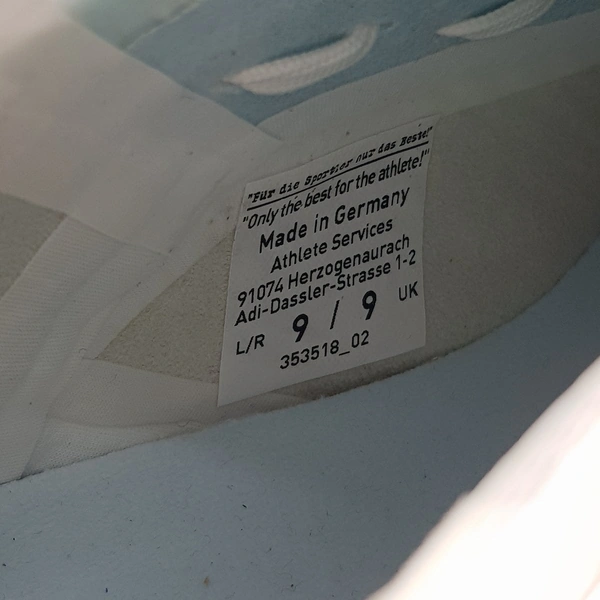 "Für die Sportler nur das Beste!"
"Only the best for the athlete!"
Made in Germany
Athlete Services
91074 Herzogenaurach
Adi-Dassler-Strasse 1-2
L/R 9 / 9 UK
353518_02